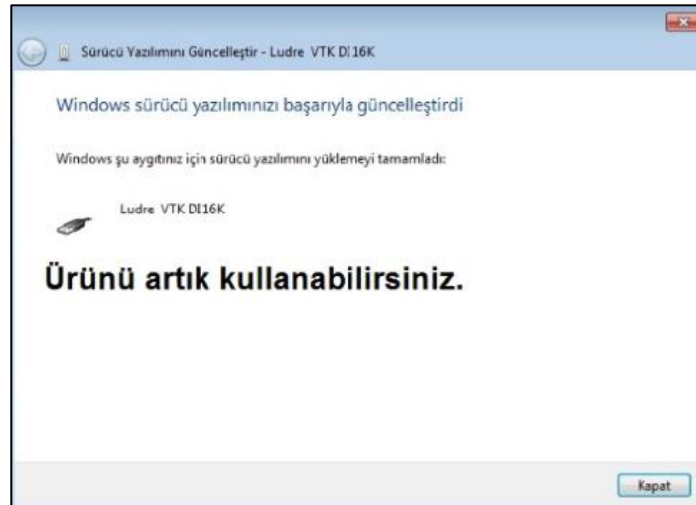 Sürücü Yazılımını Güncelleştir - Ludre VTK DI16K
Windows sürücü yazılımınızı başarıyla güncelleştirdi
Windows şu aygıtınız için sürücü yazılımını yüklemeyi tamamladı:
Ludre VTK DI16K
Ürünü artık kullanabilirsiniz.
Kapat